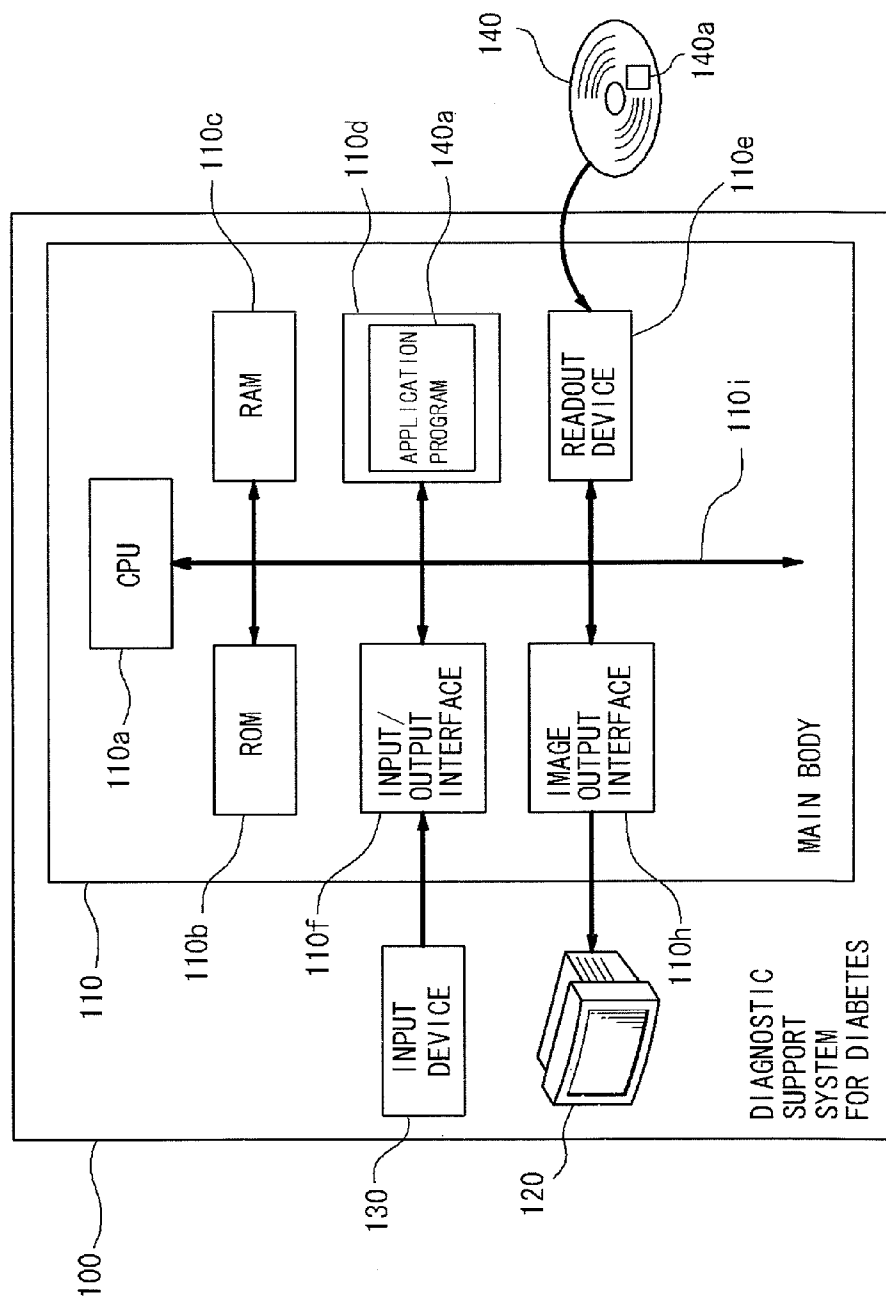 100
DIAGNOSTIC
SUPPORT
SYSTEM
FOR DIABETES
110
MAIN BODY
110a
CPU
110b
ROM
110c
RAM
130
INPUT
DEVICE
110f
INPUT/
OUTPUT
INTERFACE
110d
140a
APPLICATION
PROGRAM
120
110h
IMAGE
OUTPUT
INTERFACE
110e
READOUT
DEVICE
110i
140
140a